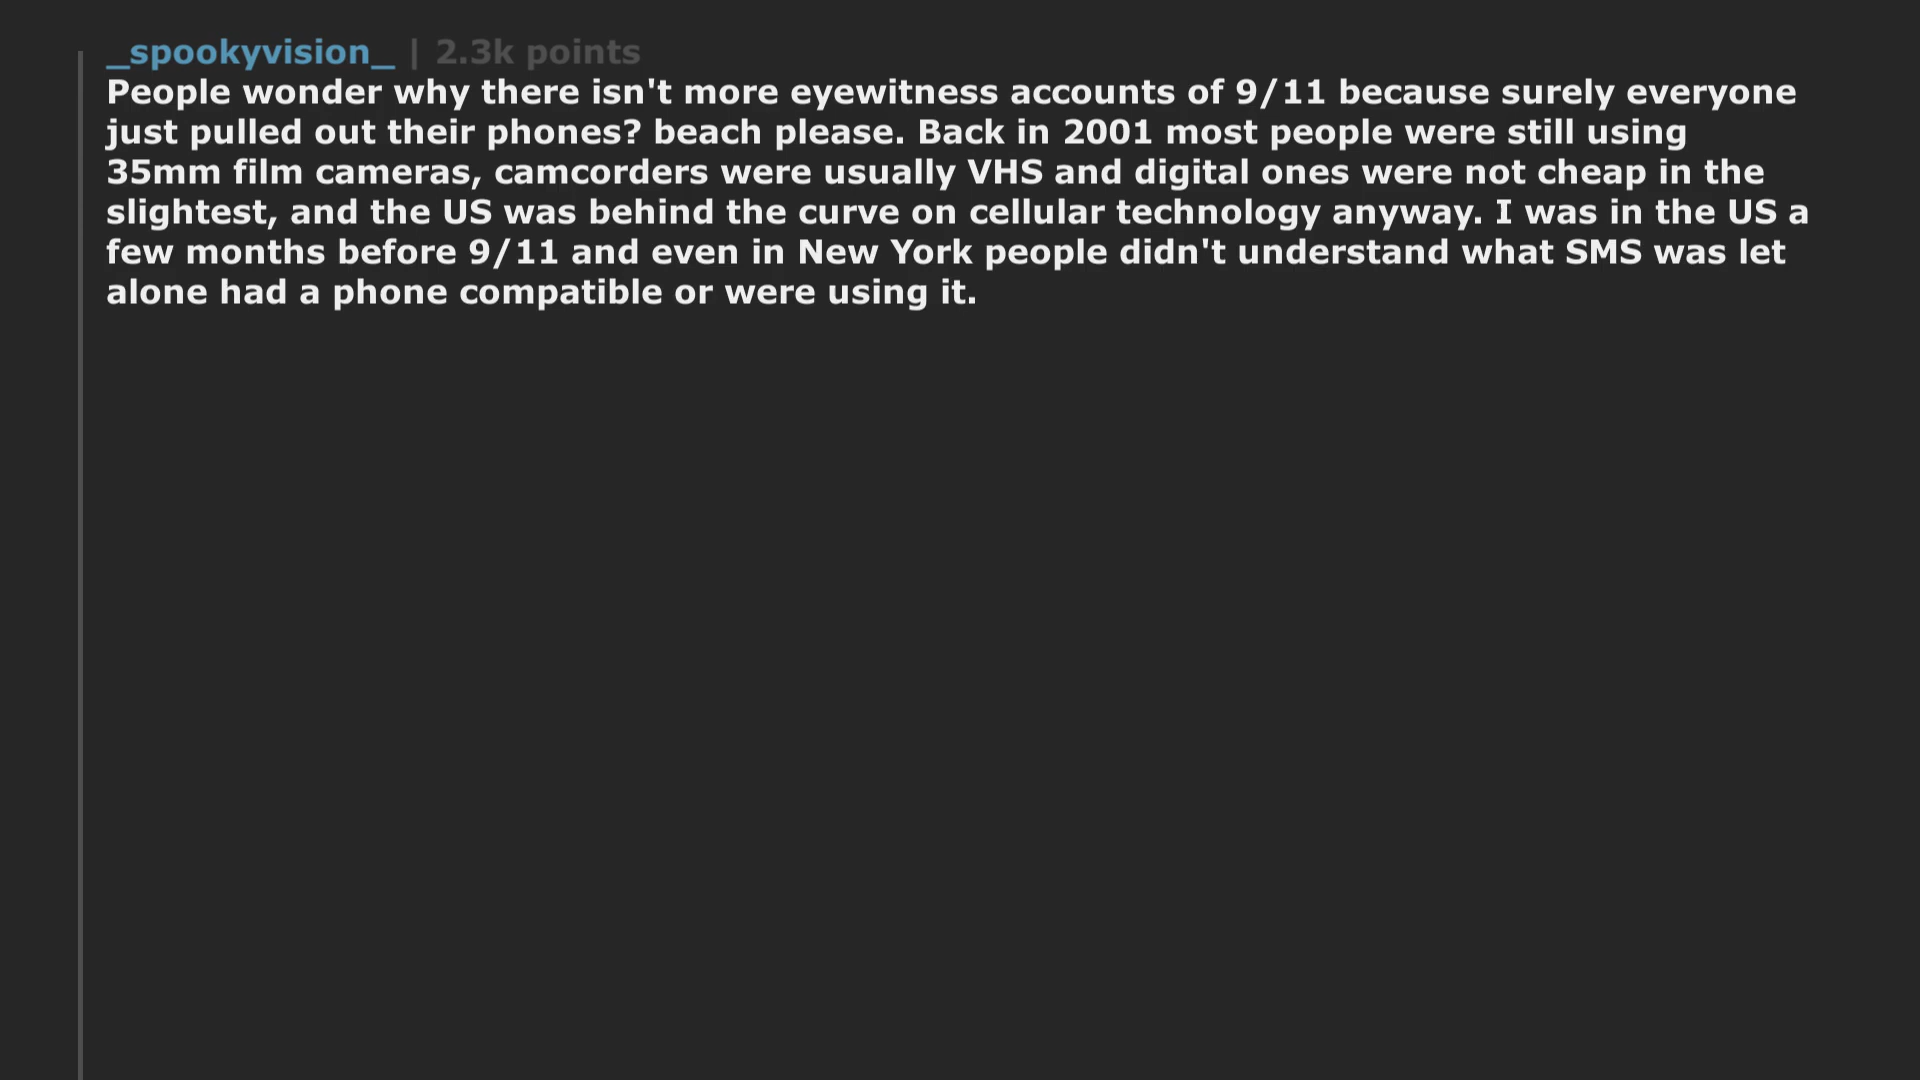 _spookyvision_ | 2.3k points
People wonder why there isn't more eyewitness accounts of 9/11 because surely everyone
just pulled out their phones? beach please. Back in 2001 most people were still using
35mm film cameras, camcorders were usually VHS and digital ones were not cheap in the
slightest, and the US was behind the curve on cellular technology anyway. I was in the US a
few months before 9/11 and even in New York people didn't understand what SMS was let
alone had a phone compatible or were using it.